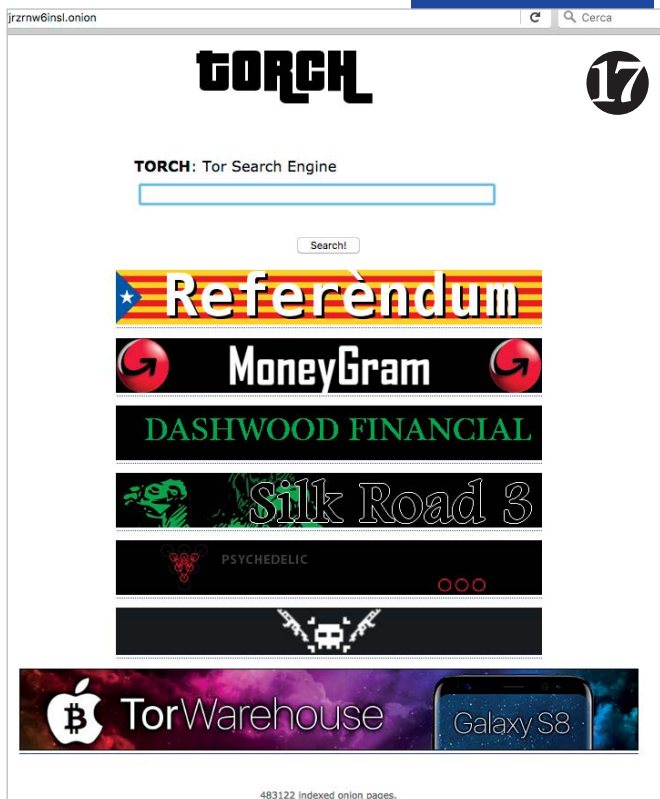 jrzrnw6insl.onion
Cerca
TORCH
17
TORCH: Tor Search Engine
Search!
Referèndum
MoneyGram
DASHWOOD FINANCIAL
Silk Road 3
PSYCHEDELIC
TorWarehouse
Galaxy S8
483122 indexed onion pages.